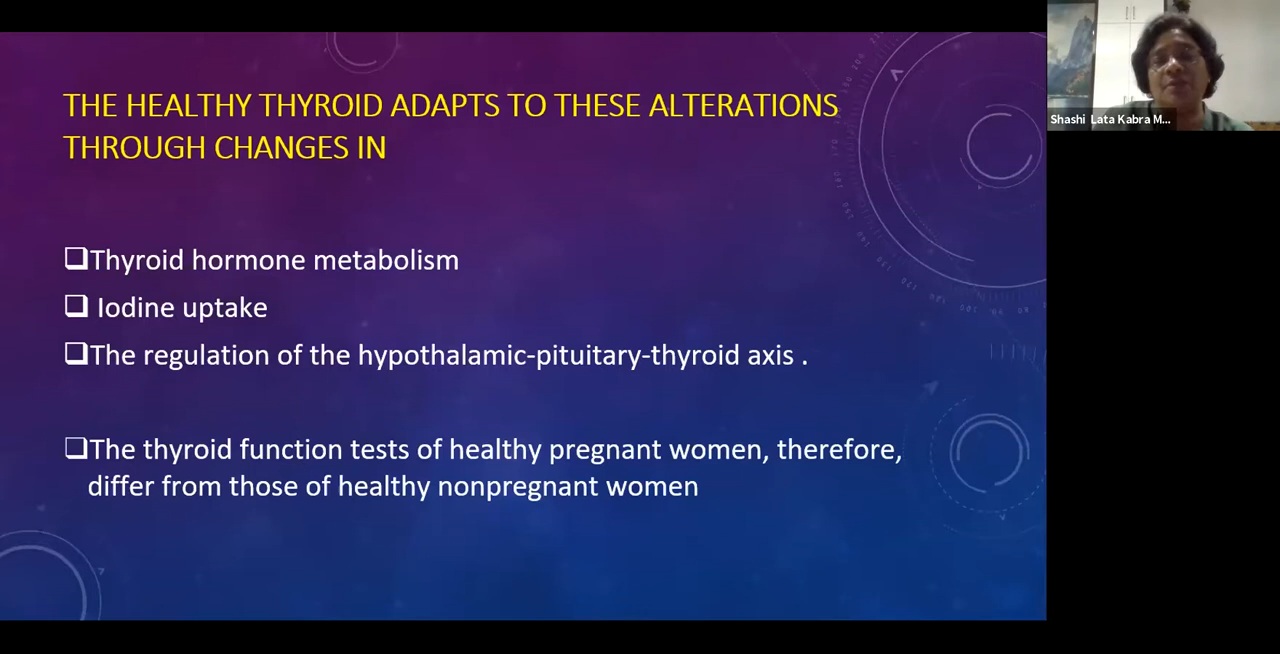 THE HEALTHY THYROID ADAPTS TO THESE ALTERATIONS
THROUGH CHANGES IN
❑Thyroid hormone metabolism
❑ Iodine uptake
❑The regulation of the hypothalamic-pituitary-thyroid axis .
❑The thyroid function tests of healthy pregnant women, therefore,
differ from those of healthy nonpregnant women
Shashi Lata Kabra M...